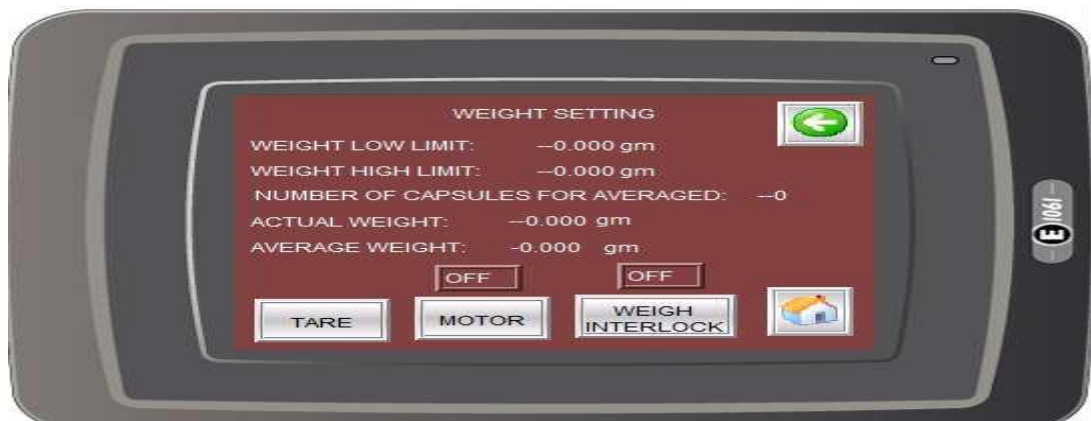 WEIGHT SETTING
WEIGHT LOW LIMIT: --0.000 gm
WEIGHT HIGH LIMIT: --0.000 gm
NUMBER OF CAPSULES FOR AVERAGED: --0
ACTUAL WEIGHT: --0.000 gm
AVERAGE WEIGHT: -0.000 gm
OFF OFF
TARE MOTOR WEIGH
INTERLOCK
E 1061